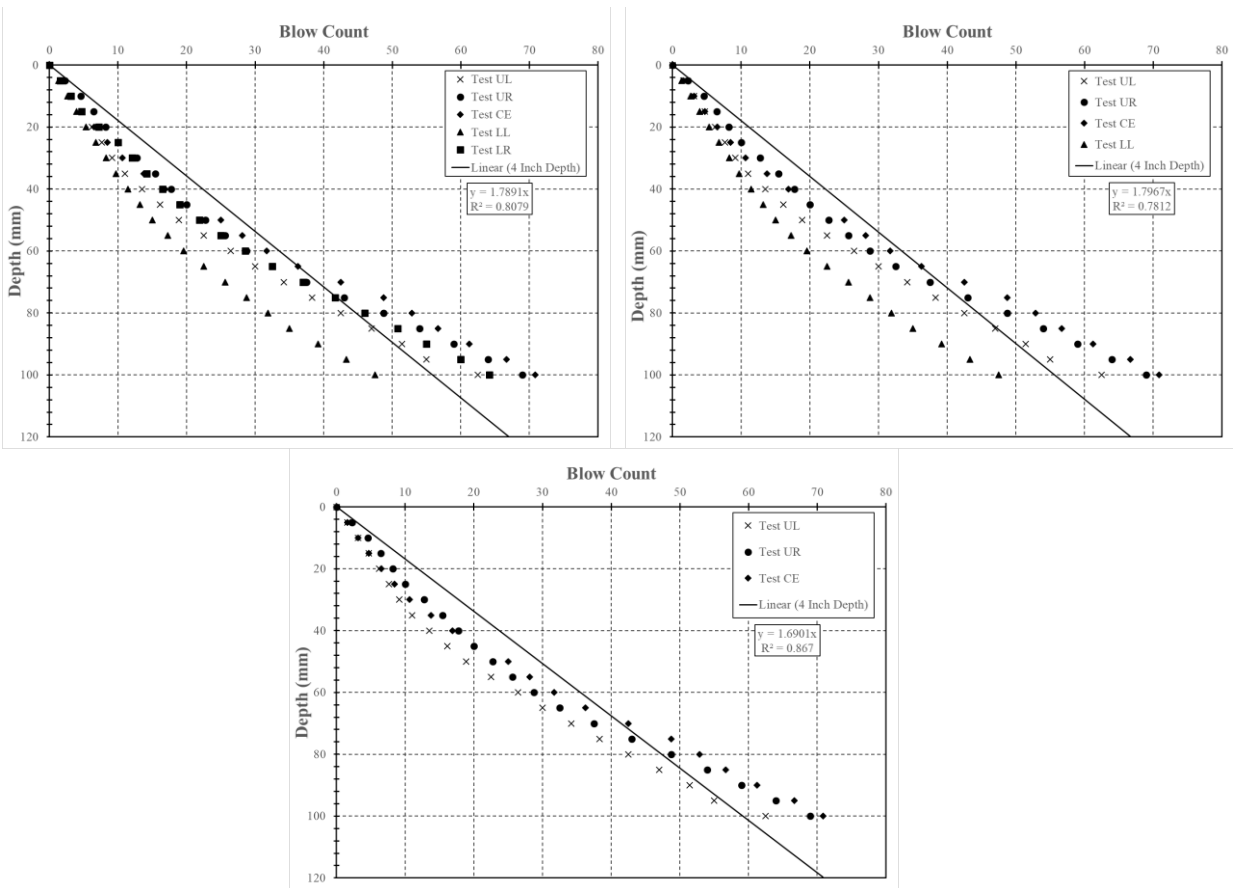 Blow Count
0 10 20 30 40 50 60 70 80
0
20
40
60
80
100
120
Depth (mm)
Test UL
Test UR
Test CE
Test LL
Test LR
Linear (4 Inch Depth)
y = 1.7891x
R² = 0.8079
Blow Count
0 10 20 30 40 50 60 70 80
0
20
40
60
80
100
120
Depth (mm)
Test UL
Test UR
Test CE
Test LL
Linear (4 Inch Depth)
y = 1.7967x
R² = 0.7812
Blow Count
0 10 20 30 40 50 60 70 80
0
20
40
60
80
100
120
Depth (mm)
Test UL
Test UR
Test CE
Linear (4 Inch Depth)
y = 1.6901x
R² = 0.867